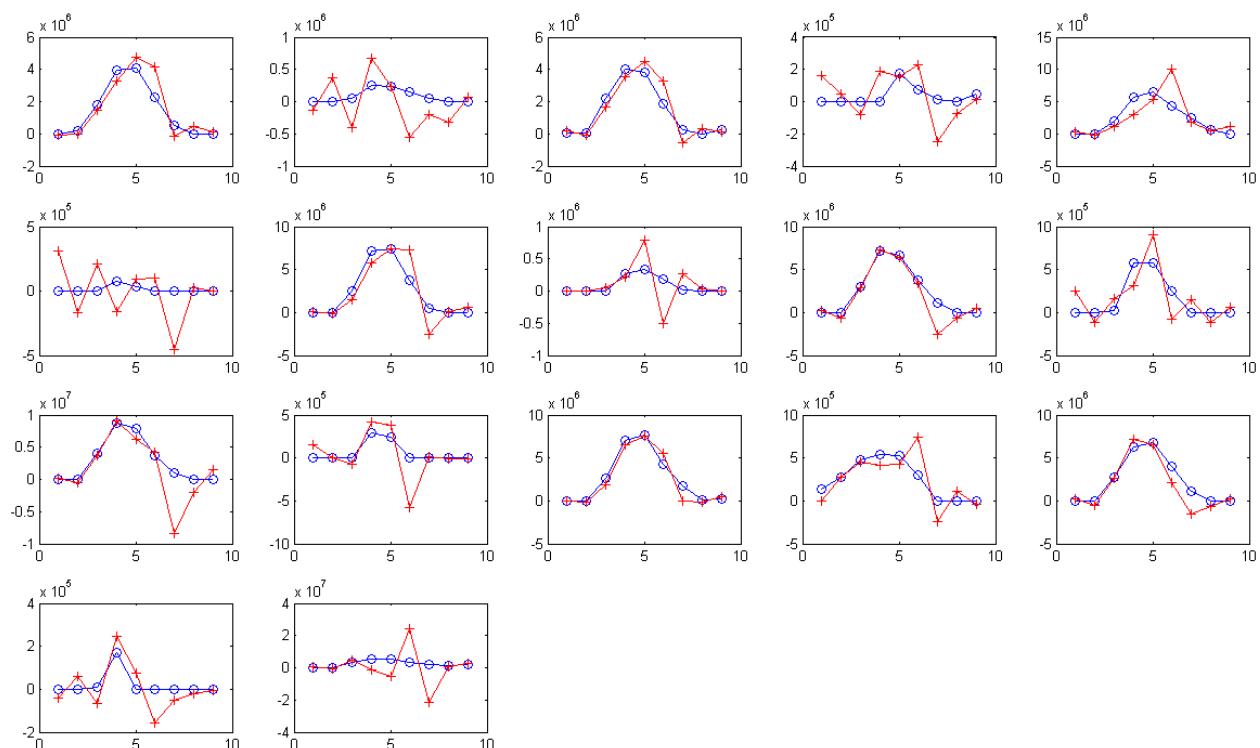 x 10^6 x 10^6 x 10^6 x 10^5 x 10^6
6 1 6 4 15
4 0.5 4 2 10
2 0 2 0 5
0 -0.5 0 -2 0
-2 -1 -2 -4 -5
0 5 10 0 5 10 0 5 10 0 5 10 0 5 10
x 10^5 x 10^6 x 10^6 x 10^6 x 10^5
5 10 1 10 10
0.5
5 5 5
0 0
0 0 0
-0.5
-5 -5 -1 -5 -5
0 5 10 0 5 10 0 5 10 0 5 10 0 5 10
x 10^7 x 10^5 x 10^6 x 10^5 x 10^6
1 5 10 10 10
0.5
0 5 5 5
0
-5 0 0 0
-0.5
-1 -10 -5 -5 -5
0 5 10 0 5 10 0 5 10 0 5 10 0 5 10
x 10^5 x 10^7
4 4
2 2
0
0
-2
-2 -4
0 5 10 0 5 10